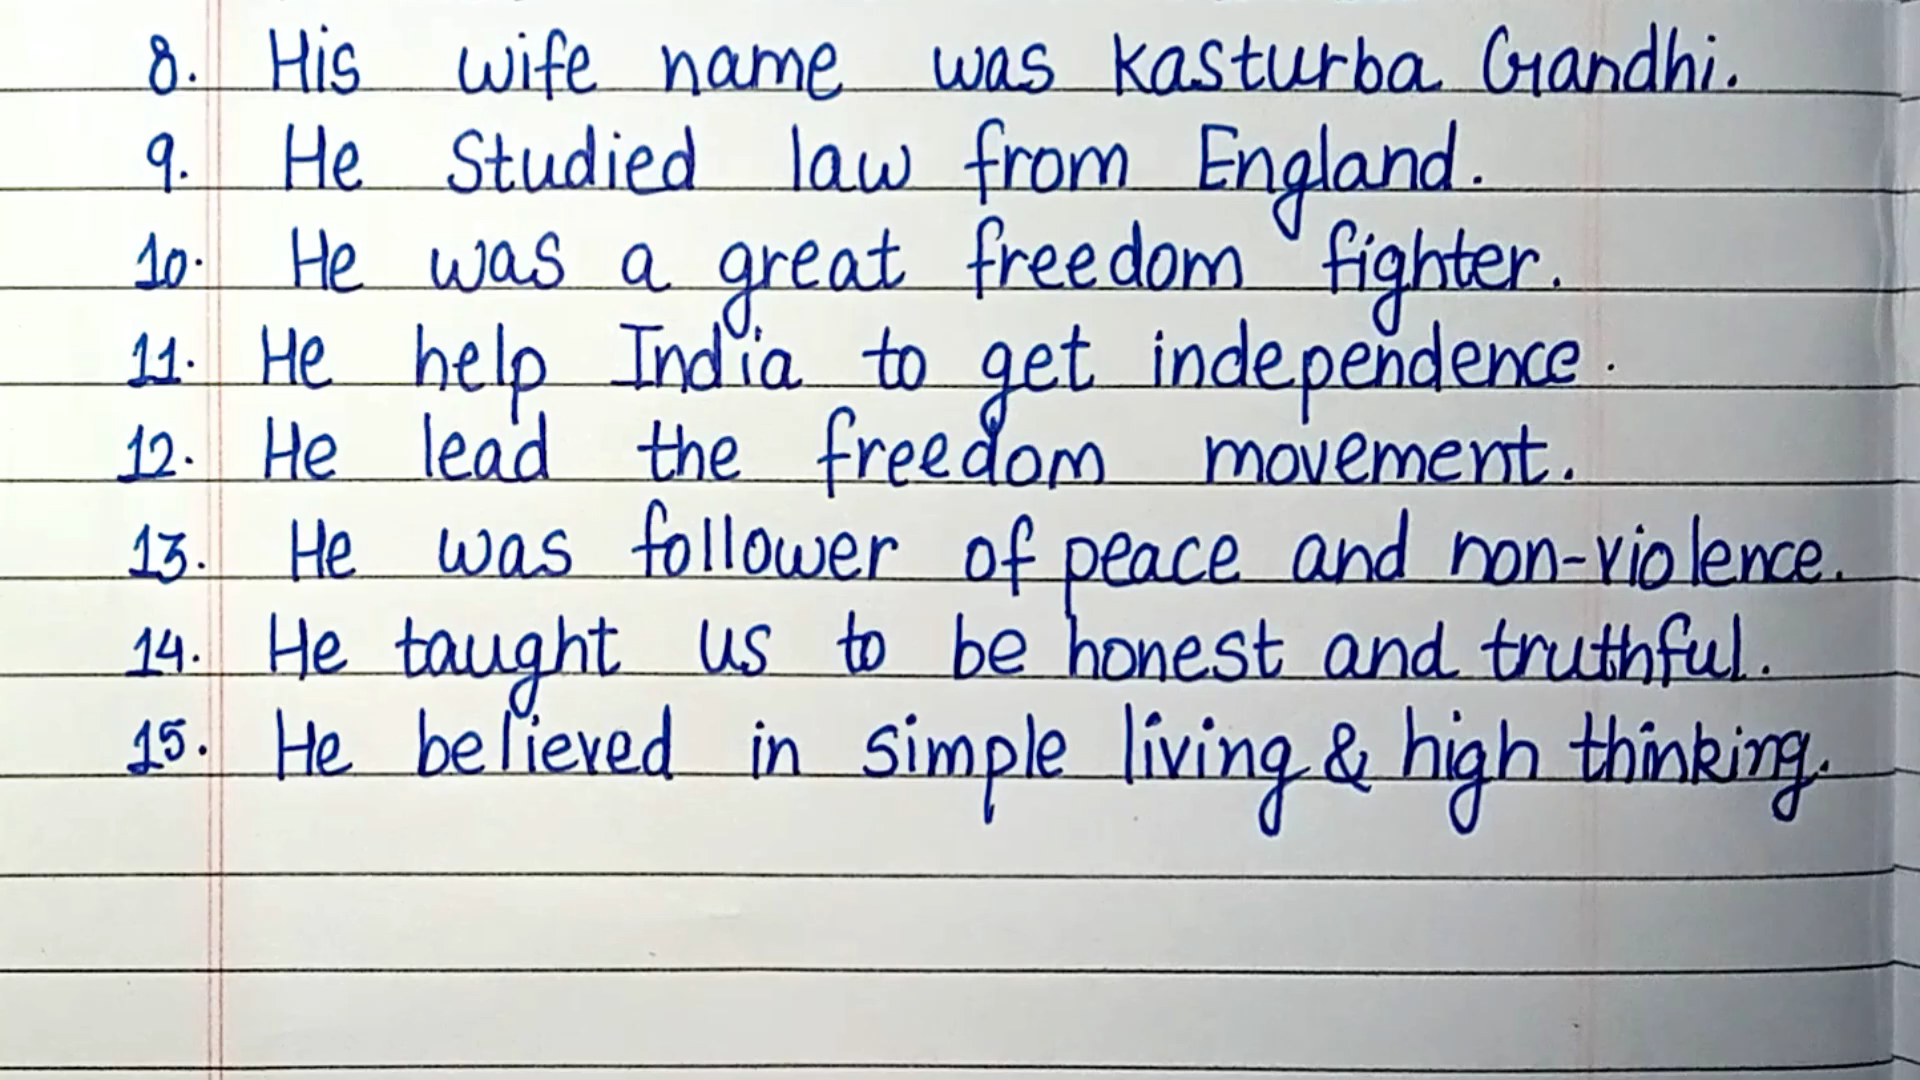 8. His wife name was Kasturba Gandhi.
9. He Studied law from England.
10. He was a great freedom fighter.
11. He help India to get independence.
12. He lead the freedom movement.
13. He was follower of peace and non-violence.
14. He taught us to be honest and truthful.
15. He believed in simple living & high thinking.